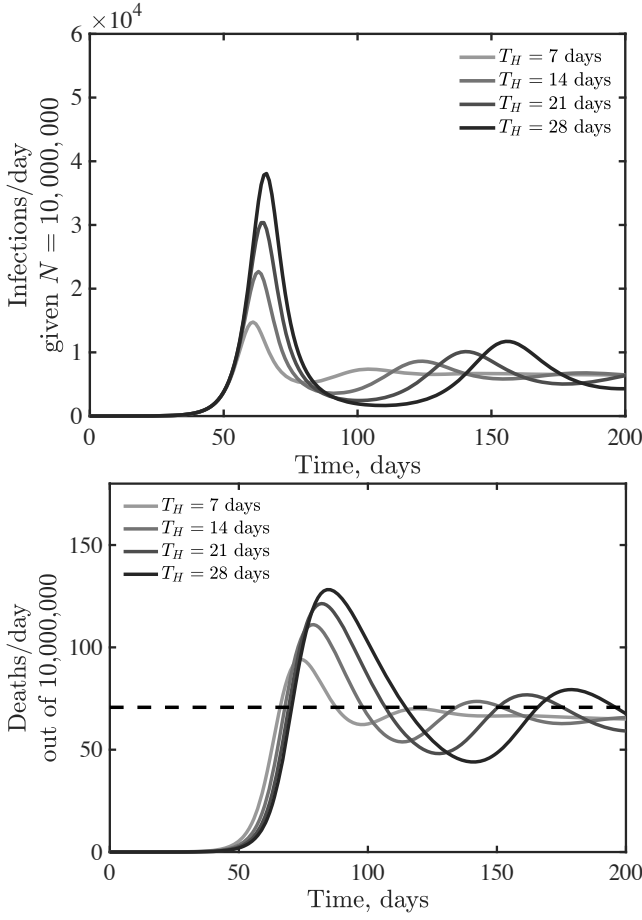 ×10⁴
6
5
4
3
2
1
0
Infections/day
given N = 10,000,000
T_H = 7 days
T_H = 14 days
T_H = 21 days
T_H = 28 days
0 50 100 150 200
Time, days
150
100
50
0
Deaths/day
out of 10,000,000
T_H = 7 days
T_H = 14 days
T_H = 21 days
T_H = 28 days
0 50 100 150 200
Time, days